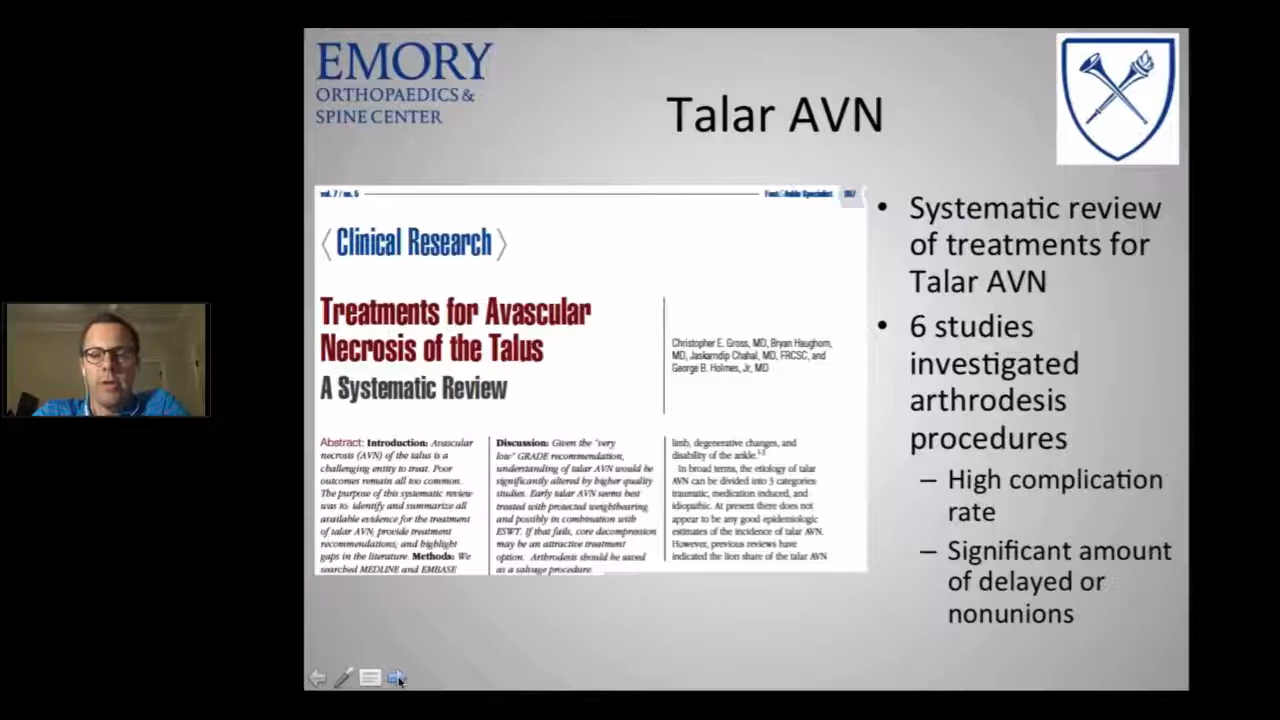 EMORY
ORTHOPAEDICS &
SPINE CENTER
Talar AVN
vol. 7 / no. 5
Foot & Ankle Specialist
〈Clinical Research〉
Treatments for Avascular
Necrosis of the Talus
A Systematic Review
Christopher E. Gross, MD, Bryan Haughom,
MD, Jaskarndip Chahal, MD, FRCSC, and
George B. Holmes, Jr, MD
Abstract: Introduction: Avascular
necrosis (AVN) of the talus is a
challenging entity to treat. Poor
outcomes remain all too common.
The purpose of this systematic review
was to: identify and summarize all
available evidence for the treatment
of talar AVN; provide treatment
recommendations; and highlight
gaps in the literature. Methods: We
searched MEDLINE and EMBASE
Discussion: Given the "very
low" GRADE recommendation,
understanding of talar AVN would be
significantly altered by higher quality
studies. Early talar AVN seems best
treated with protected weightbearing
and possibly in combination with
ESWT. If that fails, core decompression
may be an attractive treatment
option. Arthrodesis should be saved
as a salvage procedure.
limb, degenerative changes, and
disability of the ankle.1-3
In broad terms, the etiology of talar
AVN can be divided into 3 categories
traumatic, medication induced, and
idiopathic. At present there does not
appear to be any good epidemiologic
estimates of the incidence of talar AVN.
However, previous reviews have
indicated the lion share of the talar AVN
• Systematic review
of treatments for
Talar AVN
• 6 studies
investigated
arthrodesis
procedures
– High complication
rate
– Significant amount
of delayed or
nonunions